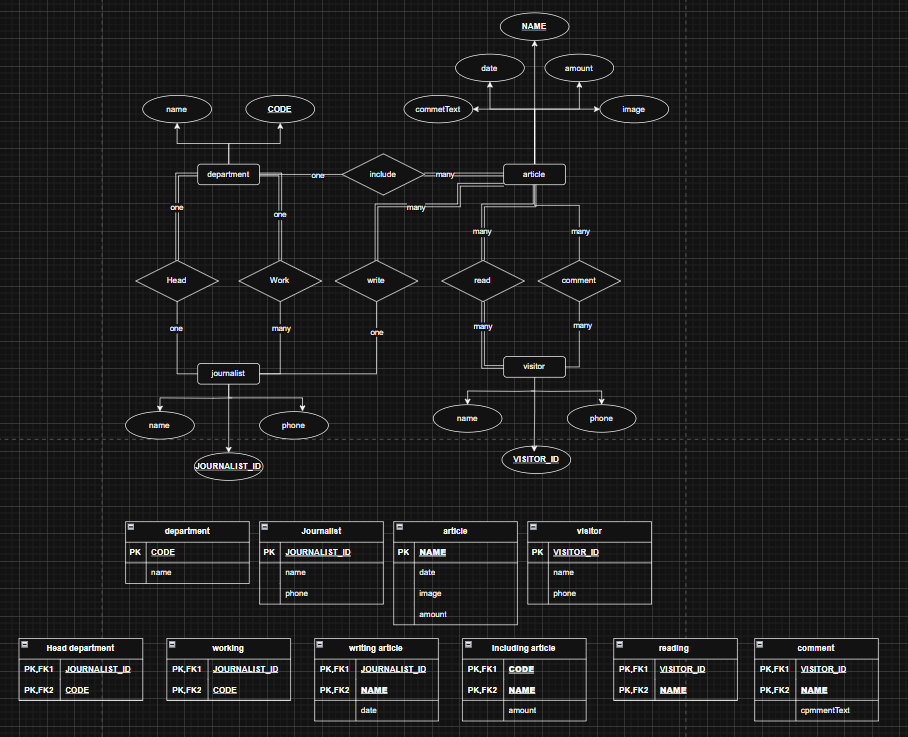 NAME
date
amount
commetText
image
name
CODE
department
one
include
many
article
one
one
many
many
many
Head
Work
write
read
comment
one
many
one
many
many
journalist
visitor
name
phone
name
phone
JOURNALIST_ID
VISITOR_ID
department
PK CODE
name
Journalist
PK JOURNALIST_ID
name
phone
article
PK NAME
date
image
amount
visitor
PK VISITOR_ID
name
phone
Head department
PK,FK1 JOURNALIST_ID
PK,FK2 CODE
working
PK,FK1 JOURNALIST_ID
PK,FK2 CODE
writing article
PK,FK1 JOURNALIST_ID
PK,FK2 NAME
date
including article
PK,FK1 CODE
PK,FK2 NAME
amount
reading
PK,FK1 VISITOR_ID
PK,FK2 NAME
comment
PK,FK1 VISITOR_ID
PK,FK2 NAME
cpmmentText